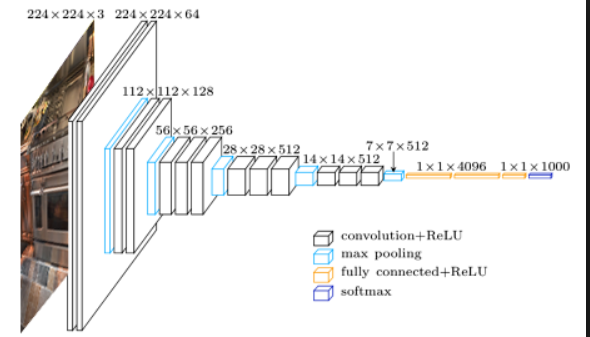 224×224×3 224×224×64
112×112×128
56×56×256
28×28×512
14×14×512
7×7×512
1×1×4096 1×1×1000
convolution+ReLU
max pooling
fully connected+ReLU
softmax